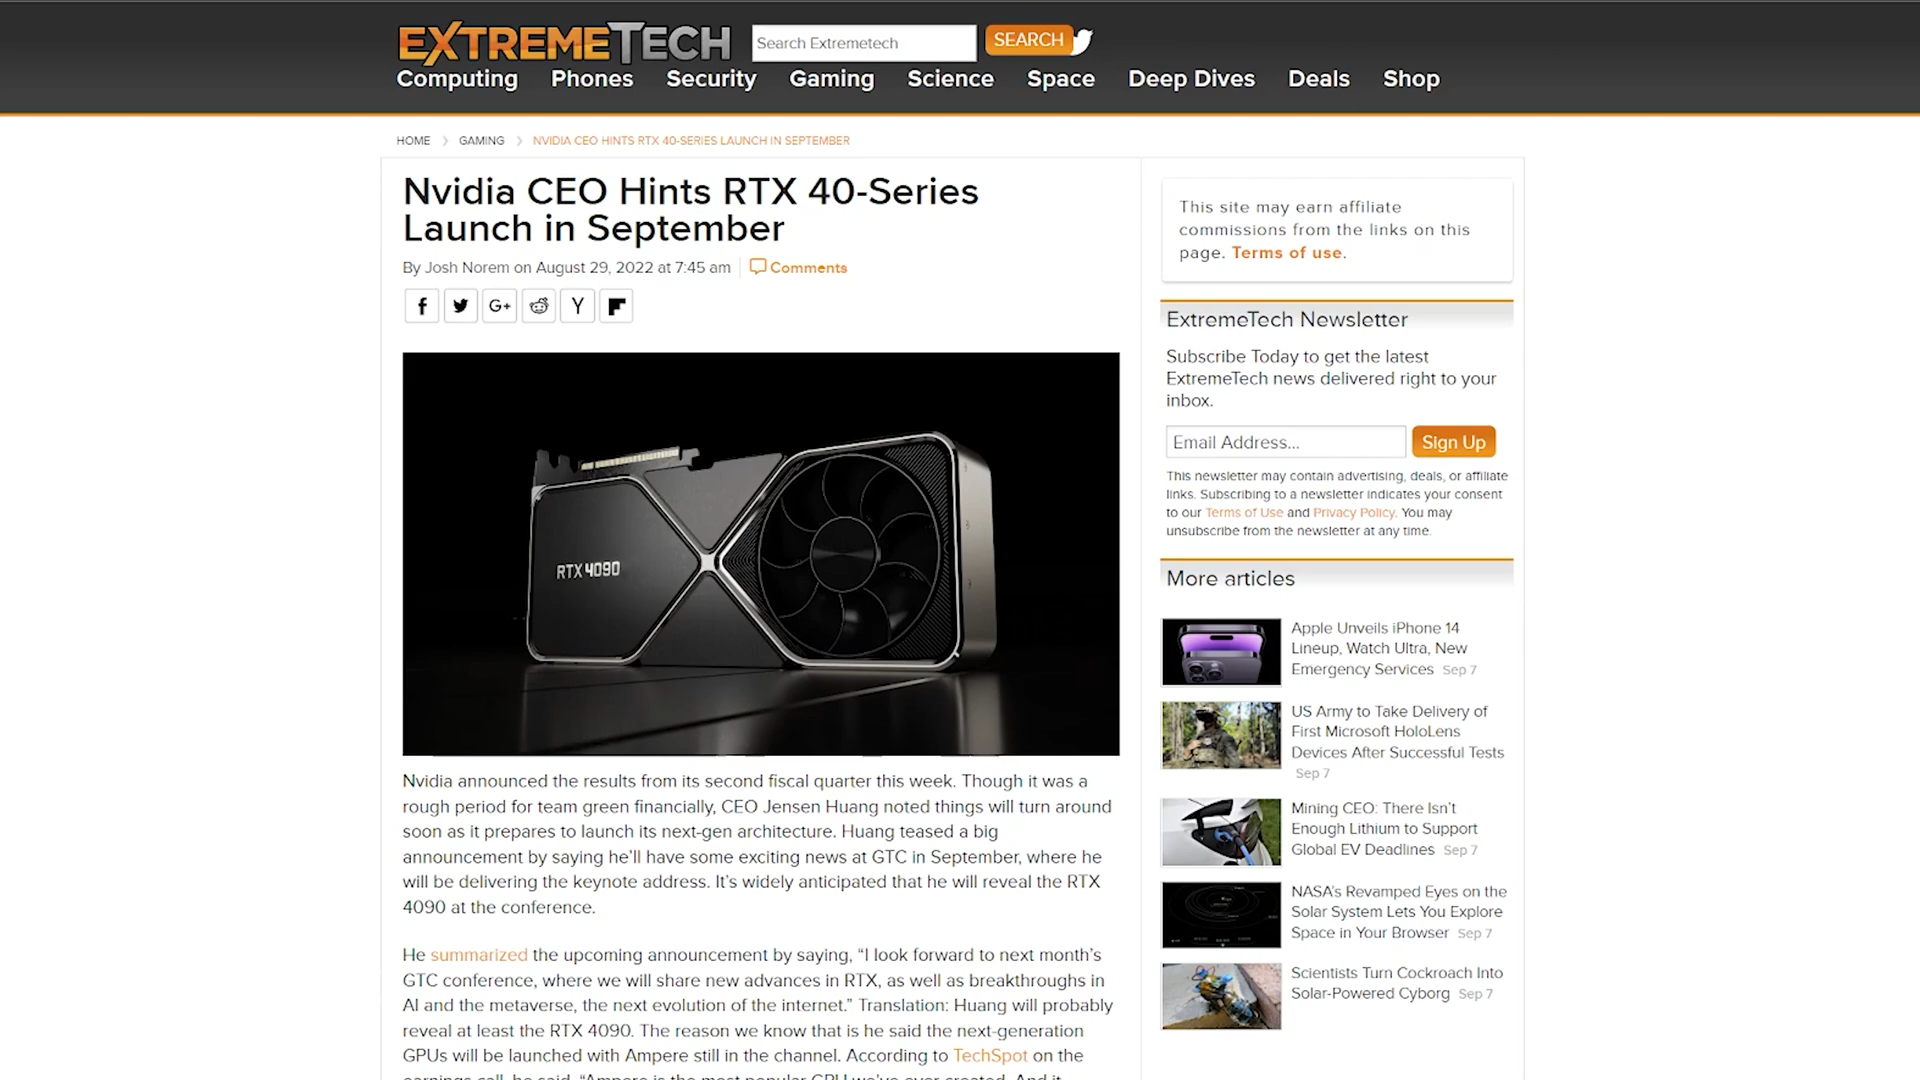 EXTREMETECH
Search Extremetech
SEARCH
Computing Phones Security Gaming Science Space Deep Dives Deals Shop
HOME > GAMING > NVIDIA CEO HINTS RTX 40-SERIES LAUNCH IN SEPTEMBER
Nvidia CEO Hints RTX 40-Series
Launch in September
By Josh Norem on August 29, 2022 at 7:45 am
Comments
f
G+
Y
RTX 4090
Nvidia announced the results from its second fiscal quarter this week. Though it was a
rough period for team green financially, CEO Jensen Huang noted things will turn around
soon as it prepares to launch its next-gen architecture. Huang teased a big
announcement by saying he'll have some exciting news at GTC in September, where he
will be delivering the keynote address. It's widely anticipated that he will reveal the RTX
4090 at the conference.
He summarized the upcoming announcement by saying, “I look forward to next month's
GTC conference, where we will share new advances in RTX, as well as breakthroughs in
AI and the metaverse, the next evolution of the internet.” Translation: Huang will probably
reveal at least the RTX 4090. The reason we know that is he said the next-generation
GPUs will be launched with Ampere still in the channel. According to TechSpot on the
earnings call, he said, “Ampere is the most popular GPU we've ever created. And it
This site may earn affiliate
commissions from the links on this
page. Terms of use.
ExtremeTech Newsletter
Subscribe Today to get the latest
ExtremeTech news delivered right to your
inbox.
Email Address...
Sign Up
This newsletter may contain advertising, deals, or affiliate
links. Subscribing to a newsletter indicates your consent
to our Terms of Use and Privacy Policy. You may
unsubscribe from the newsletter at any time.
More articles
Apple Unveils iPhone 14
Lineup, Watch Ultra, New
Emergency Services Sep 7
US Army to Take Delivery of
First Microsoft HoloLens
Devices After Successful Tests
Sep 7
Mining CEO: There Isn't
Enough Lithium to Support
Global EV Deadlines Sep 7
NASA's Revamped Eyes on the
Solar System Lets You Explore
Space in Your Browser Sep 7
Scientists Turn Cockroach Into
Solar-Powered Cyborg Sep 7